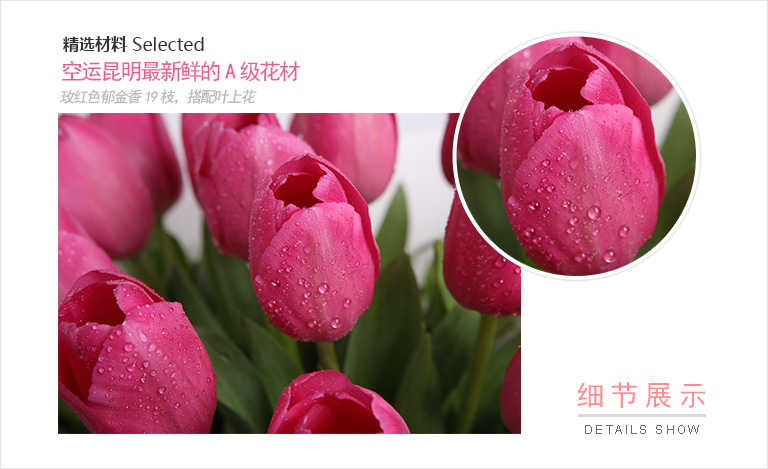 精选材料 Selected
空运昆明最新鲜的 A 级花材
玫红色郁金香 19 枝，搭配叶上花
细节展示
DETAILS SHOW